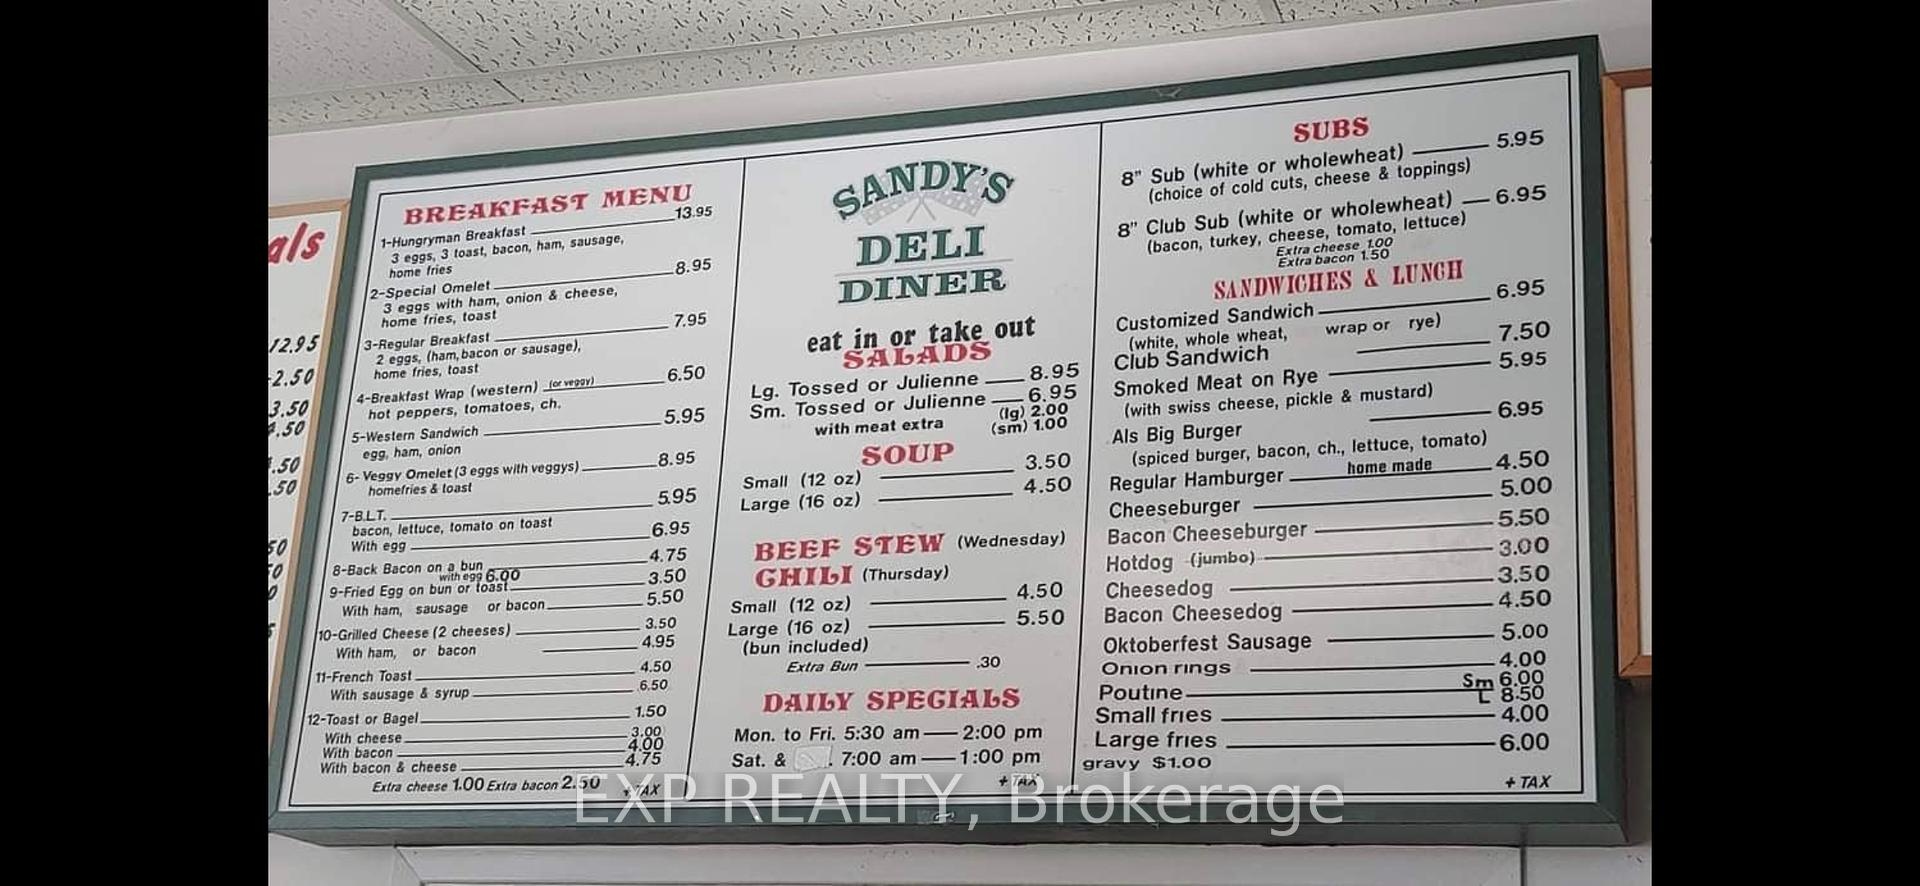 als
12.95
2.50
3.50
.50
.50
.50
BREAKFAST MENU
1-Hungryman Breakfast 13.95
3 eggs, 3 toast, bacon, ham, sausage,
home fries
2-Special Omelet 8.95
3 eggs with ham, onion & cheese,
home fries, toast
3-Regular Breakfast 7.95
2 eggs, (ham, bacon or sausage),
home fries, toast
4-Breakfast Wrap (western) (or veggy) 6.50
hot peppers, tomatoes, ch.
5-Western Sandwich 5.95
egg, ham, onion
6-Veggy Omelet (3 eggs with veggys) 8.95
homefries & toast
7-B.L.T. 5.95
bacon, lettuce, tomato on toast
With egg 6.95
8-Back Bacon on a bun 4.75
with egg 6.00
9-Fried Egg on bun or toast 3.50
With ham, sausage or bacon 5.50
10-Grilled Cheese (2 cheeses) 3.50
With ham, or bacon 4.95
11-French Toast 4.50
With sausage & syrup 6.50
12-Toast or Bagel 1.50
With cheese 3.00
With bacon 4.00
With bacon & cheese 4.75
Extra cheese 1.00 Extra bacon 2.50
+ TAX
SANDY'S
DELI
DINER
eat in or take out
SALADS
Lg. Tossed or Julienne 8.95
Sm. Tossed or Julienne 6.95
with meat extra (lg) 2.00
(sm) 1.00
SOUP
Small (12 oz) 3.50
Large (16 oz) 4.50
BEEF STEW (Wednesday)
CHILI (Thursday)
Small (12 oz) 4.50
Large (16 oz) 5.50
(bun included)
Extra Bun .30
DAILY SPECIALS
Mon. to Fri. 5:30 am 2:00 pm
Sat. & . 7:00 am 1:00 pm
+ TAX
SUBS
8" Sub (white or wholewheat) 5.95
(choice of cold cuts, cheese & toppings)
8" Club Sub (white or wholewheat) 6.95
(bacon, turkey, cheese, tomato, lettuce)
Extra cheese 1.00
Extra bacon 1.50
SANDWICHES & LUNCH
Customized Sandwich 6.95
(white, whole wheat, wrap or rye)
Club Sandwich 7.50
Smoked Meat on Rye 5.95
(with swiss cheese, pickle & mustard)
Als Big Burger 6.95
(spiced burger, bacon, ch., lettuce, tomato)
Regular Hamburger home made 4.50
Cheeseburger 5.00
Bacon Cheeseburger 5.50
Hotdog (jumbo) 3.00
Cheesedog 3.50
Bacon Cheesedog 4.50
Oktoberfest Sausage 5.00
Onion rings 4.00
Poutine Sm 6.00
L 8.50
Small fries 4.00
Large fries 6.00
gravy $1.00
+ TAX
EXP REALTY, Brokerage